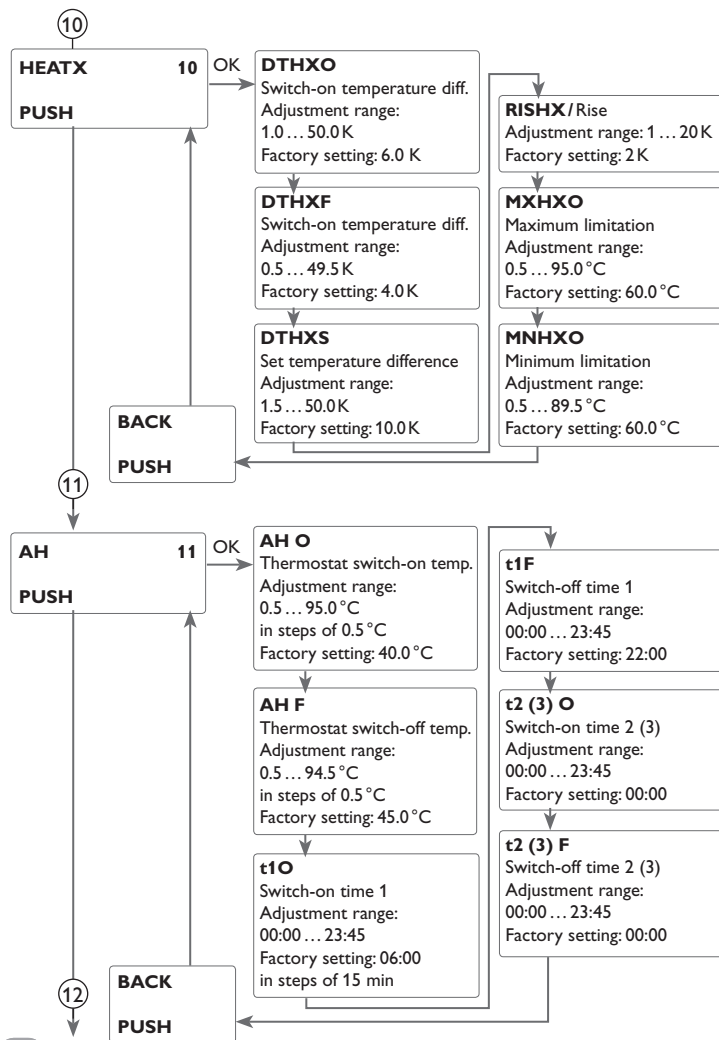 10
HEATX 10
PUSH
OK
DTHXO
Switch-on temperature diff.
Adjustment range:
1.0 … 50.0 K
Factory setting: 6.0 K
DTHXF
Switch-on temperature diff.
Adjustment range:
0.5 … 49.5 K
Factory setting: 4.0 K
DTHXS
Set temperature difference
Adjustment range:
1.5 … 50.0 K
Factory setting: 10.0 K
RISHX / Rise
Adjustment range: 1 … 20 K
Factory setting: 2 K
MXHXO
Maximum limitation
Adjustment range:
0.5 … 95.0 °C
Factory setting: 60.0 °C
MNHXO
Minimum limitation
Adjustment range:
0.5 … 89.5 °C
Factory setting: 60.0 °C
BACK
PUSH
11
AH 11
PUSH
OK
AH O
Thermostat switch-on temp.
Adjustment range:
0.5 … 95.0 °C
in steps of 0.5 °C
Factory setting: 40.0 °C
AH F
Thermostat switch-off temp.
Adjustment range:
0.5 … 94.5 °C
in steps of 0.5 °C
Factory setting: 45.0 °C
t1O
Switch-on time 1
Adjustment range:
00:00 … 23:45
Factory setting: 06:00
in steps of 15 min
t1F
Switch-off time 1
Adjustment range:
00:00 … 23:45
Factory setting: 22:00
t2 (3) O
Switch-on time 2 (3)
Adjustment range:
00:00 … 23:45
Factory setting: 00:00
t2 (3) F
Switch-off time 2 (3)
Adjustment range:
00:00 … 23:45
Factory setting: 00:00
BACK
PUSH
12